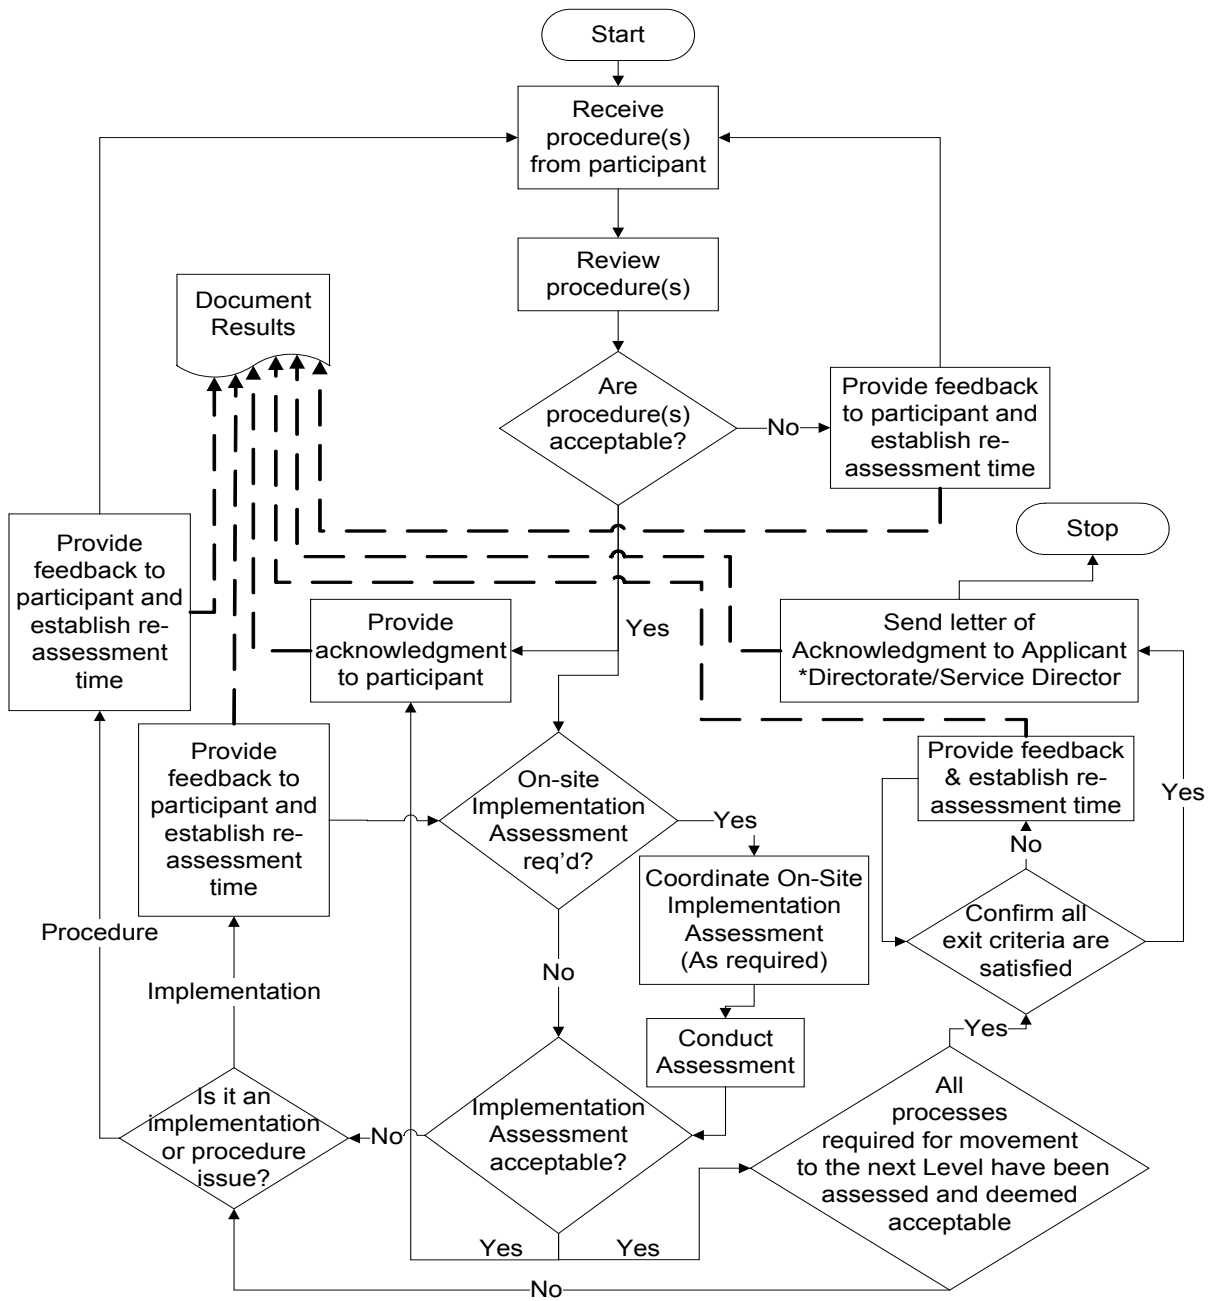 Start
Receive
procedure(s)
from participant
Review
procedure(s)
Document
Results
Are
procedure(s)
acceptable?
No
Provide feedback
to participant and
establish re-
assessment time
Stop
Provide
feedback to
participant and
establish re-
assessment
time
Provide
acknowledgment
to participant
Yes
Send letter of
Acknowledgment to Applicant
*Directorate/Service Director
Provide
feedback to
participant and
establish re-
assessment
time
On-site
Implementation
Assessment
req'd?
Yes
Provide feedback
& establish re-
assessment time
Yes
No
Coordinate On-Site
Implementation
Assessment
(As required)
Confirm all
exit criteria are
satisfied
Procedure
Implementation
No
Conduct
Assessment
Yes
Is it an
implementation
or procedure
issue?
No
Implementation
Assessment
acceptable?
All
processes
required for movement
to the next Level have been
assessed and deemed
acceptable
Yes
Yes
No